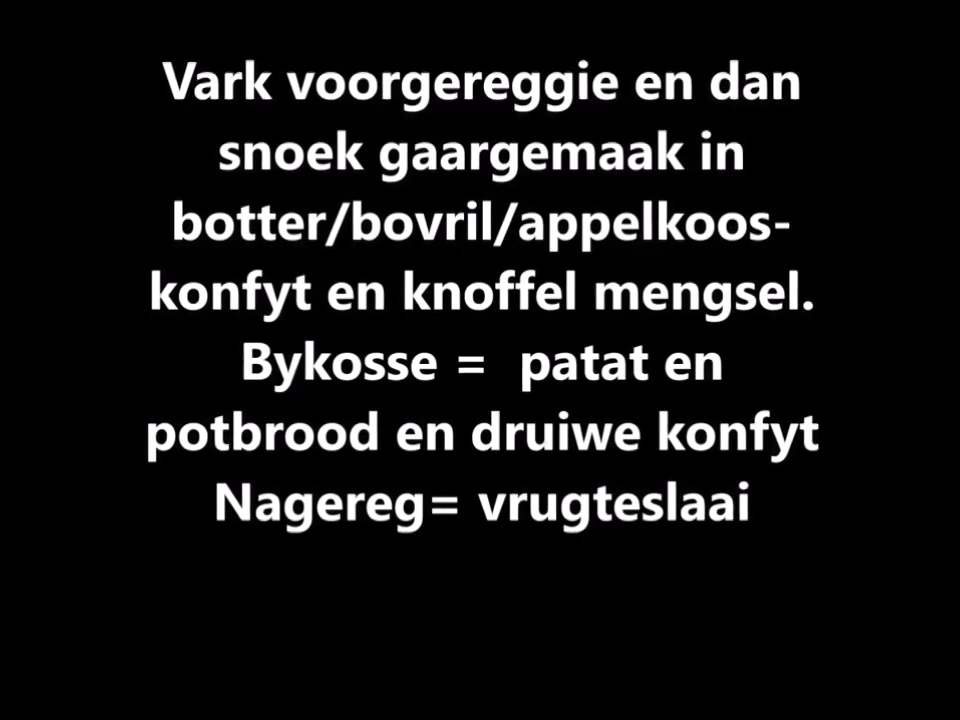 Vark voorgereggie en dan
snoek gaargemaak in
botter/bovril/appelkoos-
konfyt en knoffel mengsel.
Bykosse =  patat en
potbrood en druiwe konfyt
Nagereg= vrugteslaai